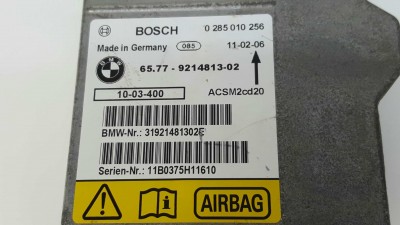 BOSCH 0 285 010 256
Made in Germany 085 11-02-06
BMW 65.77 - 9214813-02
10-03-400 ACSM2cd20
BMW-Nr.: 31921481302E
Serien-Nr.: 11B0375H11610
AIRBAG